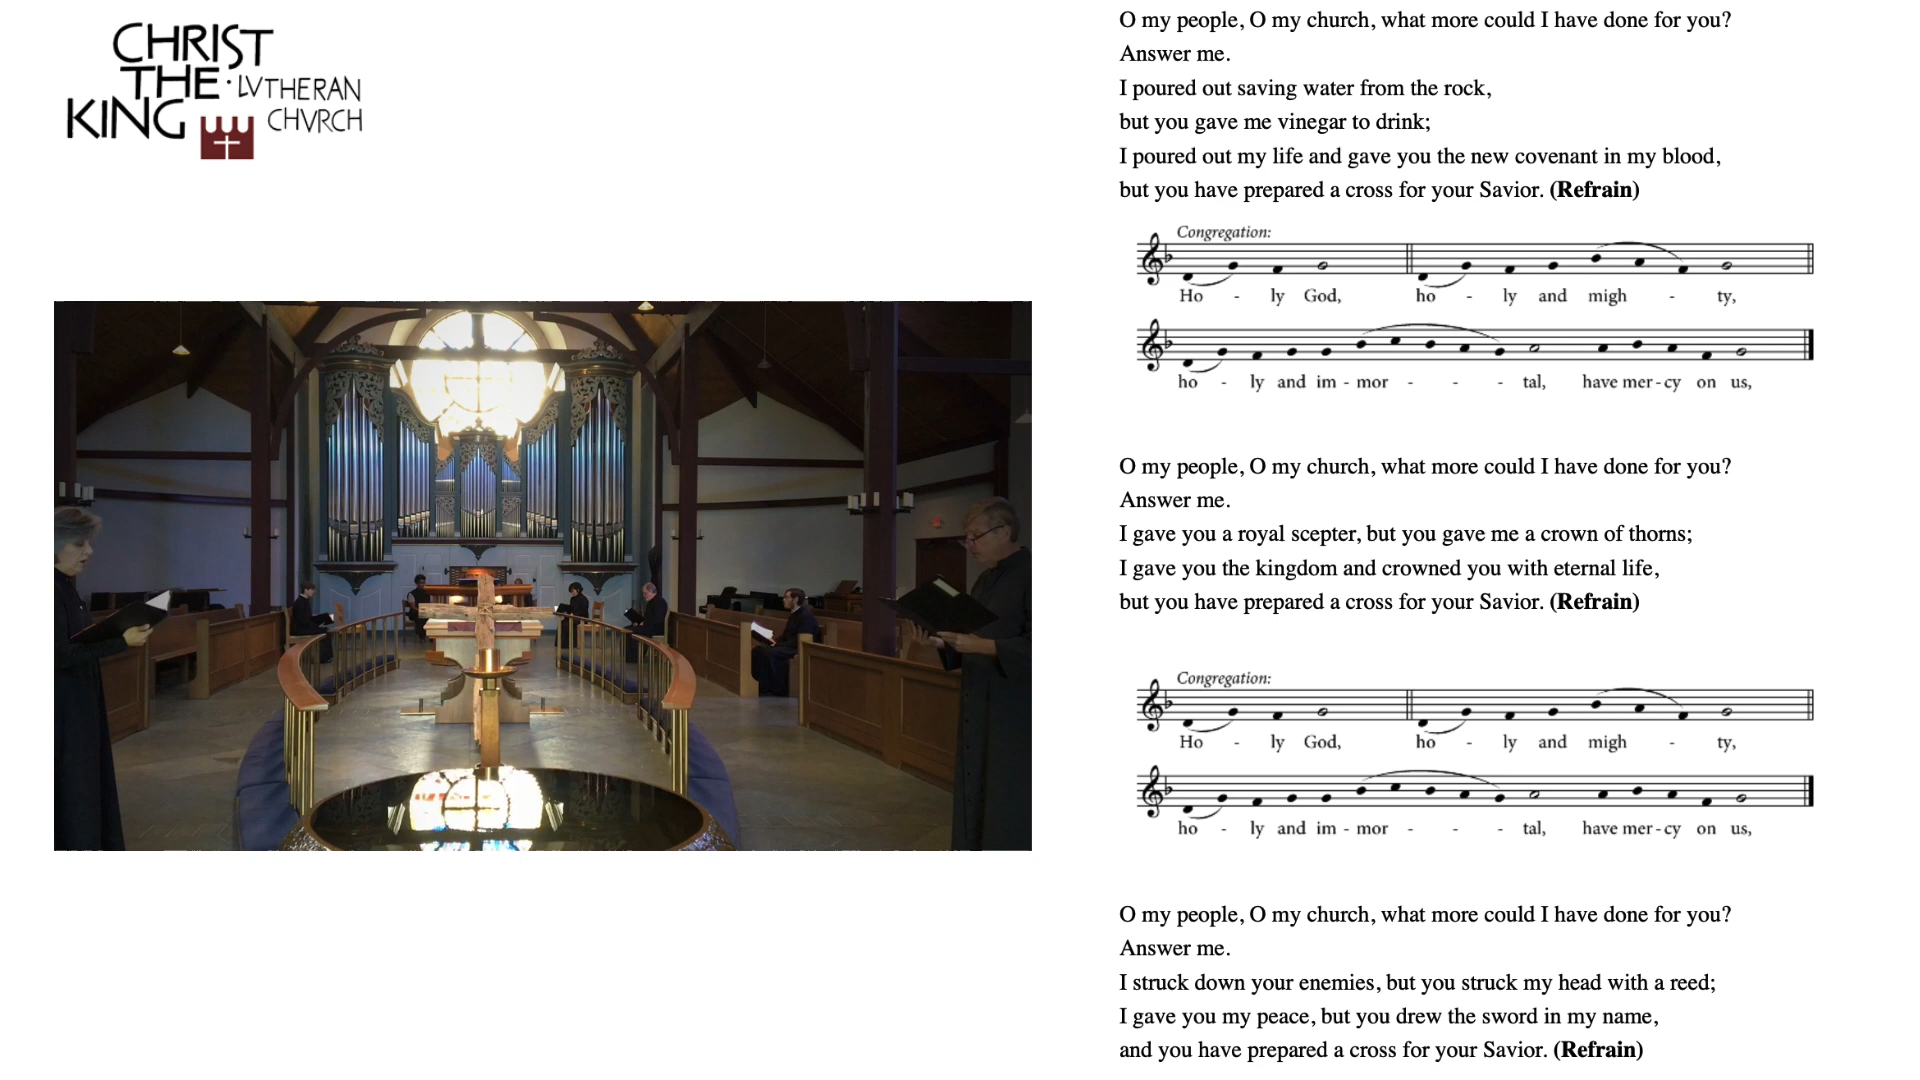 CHRIST
THE · LVTHERAN
KING CHVRCH
O my people, O my church, what more could I have done for you?
Answer me.
I poured out saving water from the rock,
but you gave me vinegar to drink;
I poured out my life and gave you the new covenant in my blood,
but you have prepared a cross for your Savior. (Refrain)
Congregation:
Ho - ly God, ho - ly and migh - ty,
ho - ly and im - mor - - - tal, have mer - cy on us,
O my people, O my church, what more could I have done for you?
Answer me.
I gave you a royal scepter, but you gave me a crown of thorns;
I gave you the kingdom and crowned you with eternal life,
but you have prepared a cross for your Savior. (Refrain)
Congregation:
Ho - ly God, ho - ly and migh - ty,
ho - ly and im - mor - - - tal, have mer - cy on us,
O my people, O my church, what more could I have done for you?
Answer me.
I struck down your enemies, but you struck my head with a reed;
I gave you my peace, but you drew the sword in my name,
and you have prepared a cross for your Savior. (Refrain)